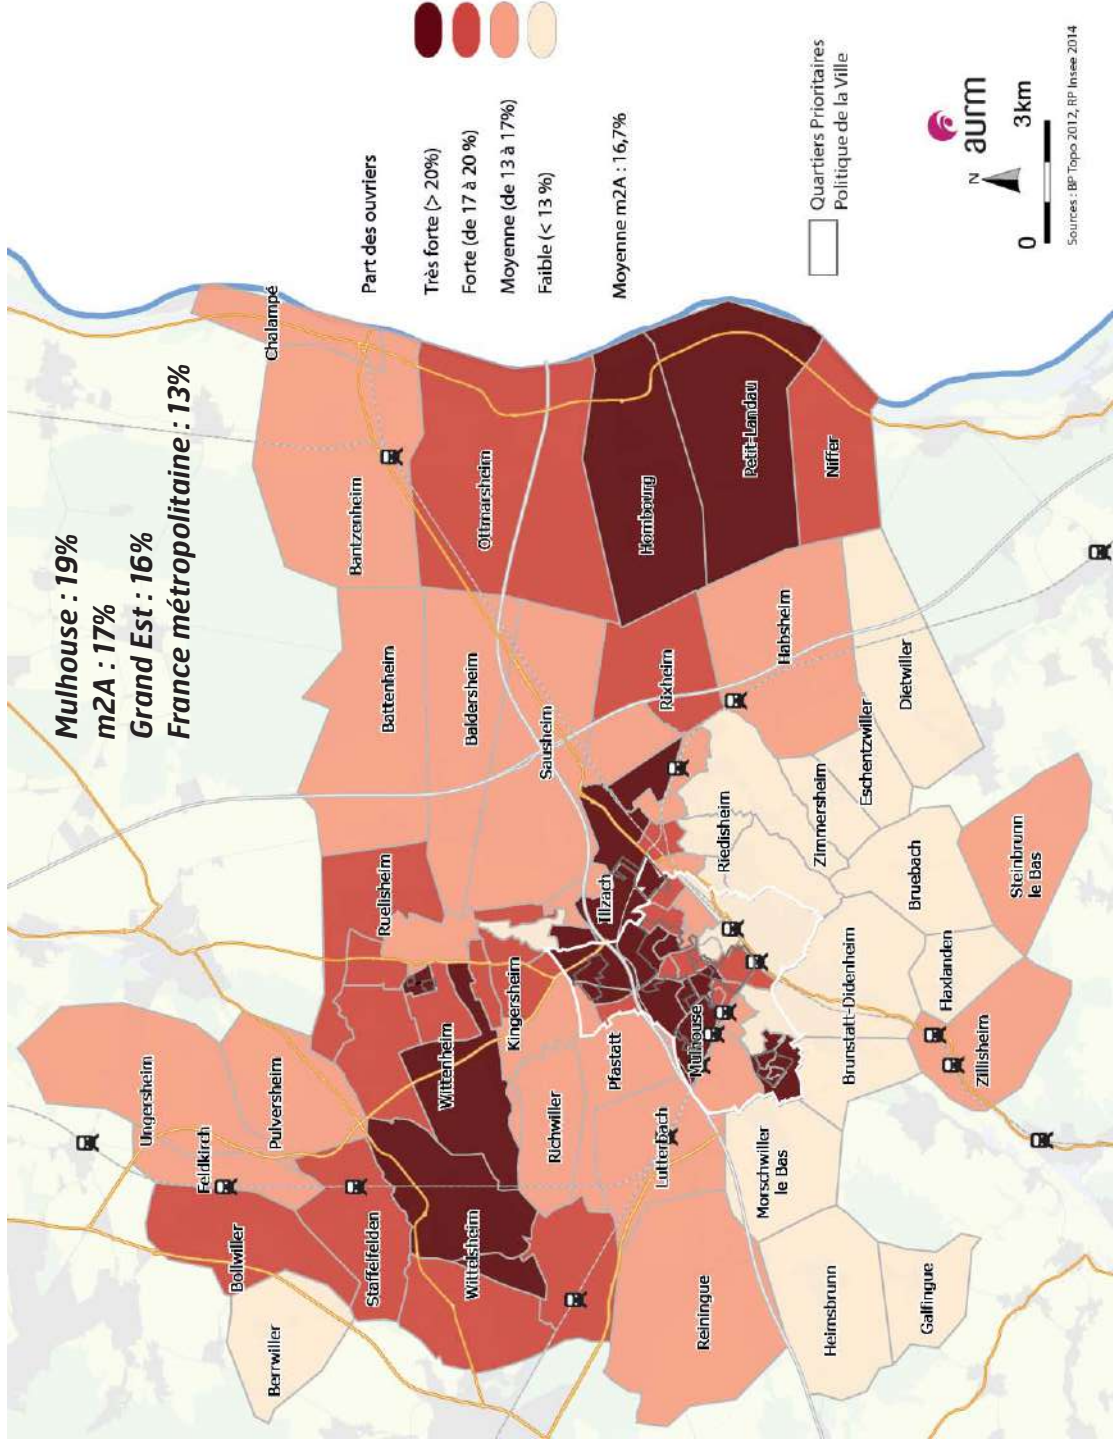 Mulhouse : 19%
m2A : 17%
Grand Est : 16%
France métropolitaine : 13%
Part des ouvriers
Très forte (> 20%)
Forte (de 17 à 20 %)
Moyenne (de 13 à 17%)
Faible (< 13 %)
Moyenne m2A : 16,7%
Quartiers Prioritaires
Politique de la Ville
N
aurm
0
3km
Sources : BP Topo 2012, RP Insee 2014
Chalampé
Ungersheim
Feldkirch
Pulversheim
Bollwiller
Berrwiller
Staffelfelden
Ruelisheim
Battenheim
Bantzenheim
Wittenheim
Wittelsheim
Baldersheim
Ottmarsheim
Kingersheim
Sausheim
Richwiller
Pfastatt
Illzach
Hombourg
Lutterbach
Mulhouse
Rixheim
Reiningue
Riedisheim
Petit-Landau
Habsheim
Niffer
Morschwiller
le Bas
Zimmersheim
Heimsbrunn
Brunstatt-Didenheim
Eschentzwiller
Dietwiller
Bruebach
Galfingue
Flaxlanden
Zillisheim
Steinbrunn
le Bas